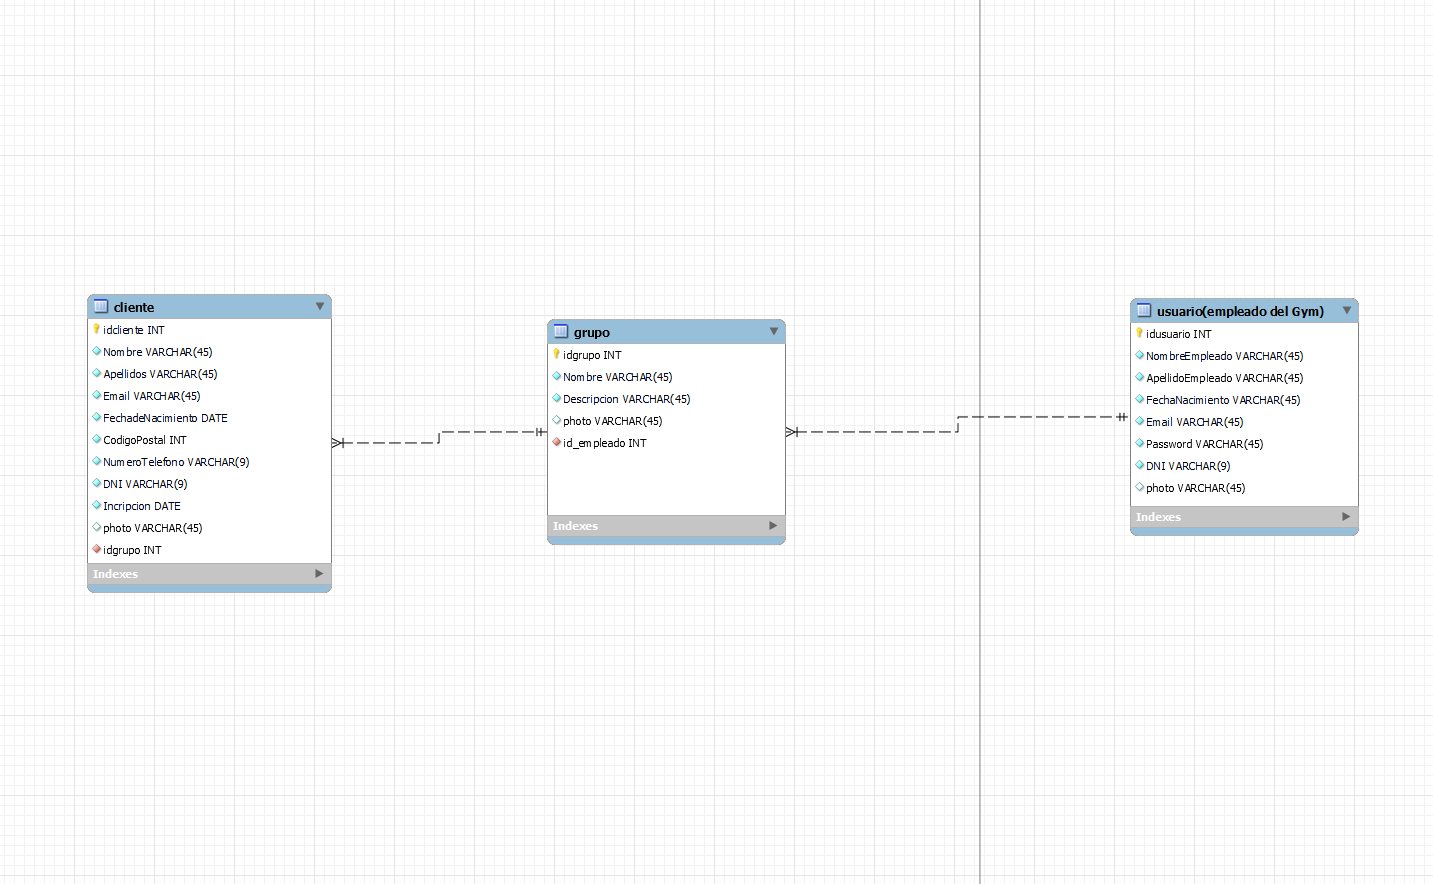 cliente
idcliente INT
Nombre VARCHAR(45)
Apellidos VARCHAR(45)
Email VARCHAR(45)
FechadeNacimiento DATE
CodigoPostal INT
NumeroTelefono VARCHAR(9)
DNI VARCHAR(9)
Incripcion DATE
photo VARCHAR(45)
idgrupo INT
Indexes
grupo
idgrupo INT
Nombre VARCHAR(45)
Descripcion VARCHAR(45)
photo VARCHAR(45)
id_empleado INT
Indexes
usuario(empleado del Gym)
idusuario INT
NombreEmpleado VARCHAR(45)
ApellidoEmpleado VARCHAR(45)
FechaNacimiento VARCHAR(45)
Email VARCHAR(45)
Password VARCHAR(45)
DNI VARCHAR(9)
photo VARCHAR(45)
Indexes